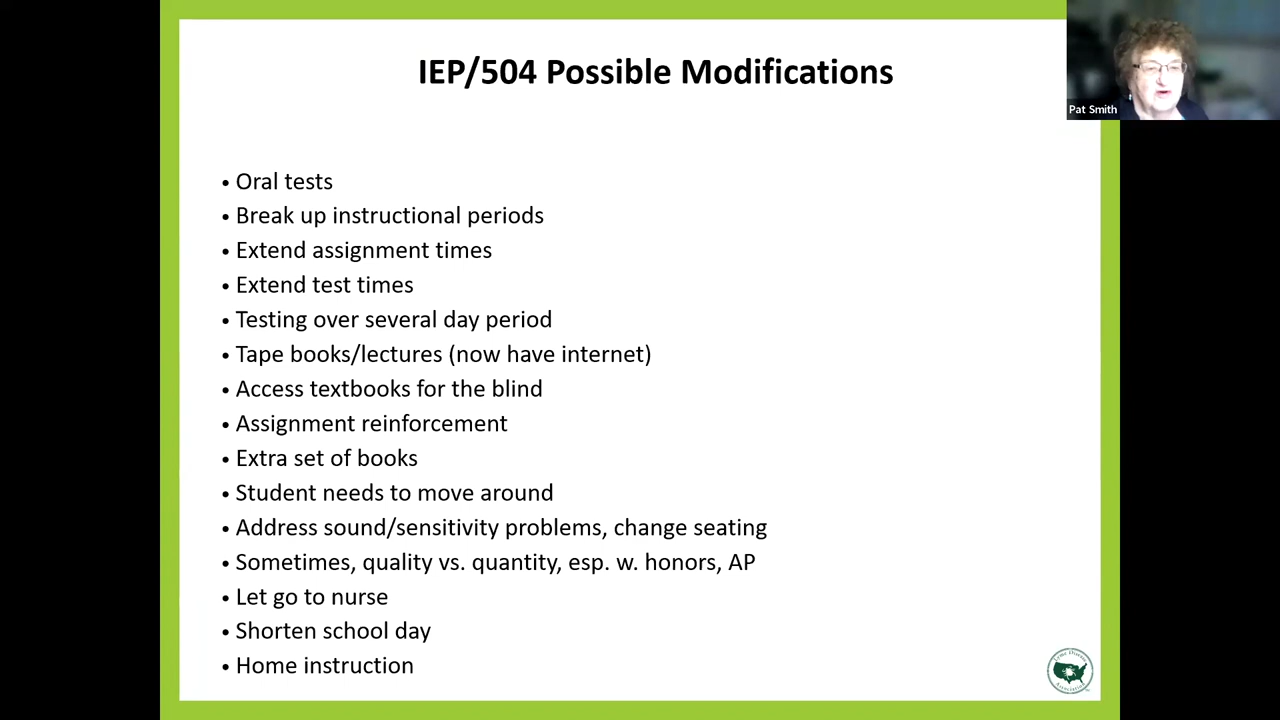 IEP/504 Possible Modifications
Pat Smith
• Oral tests
• Break up instructional periods
• Extend assignment times
• Extend test times
• Testing over several day period
• Tape books/lectures (now have internet)
• Access textbooks for the blind
• Assignment reinforcement
• Extra set of books
• Student needs to move around
• Address sound/sensitivity problems, change seating
• Sometimes, quality vs. quantity, esp. w. honors, AP
• Let go to nurse
• Shorten school day
• Home instruction
Lyme Disease
Association